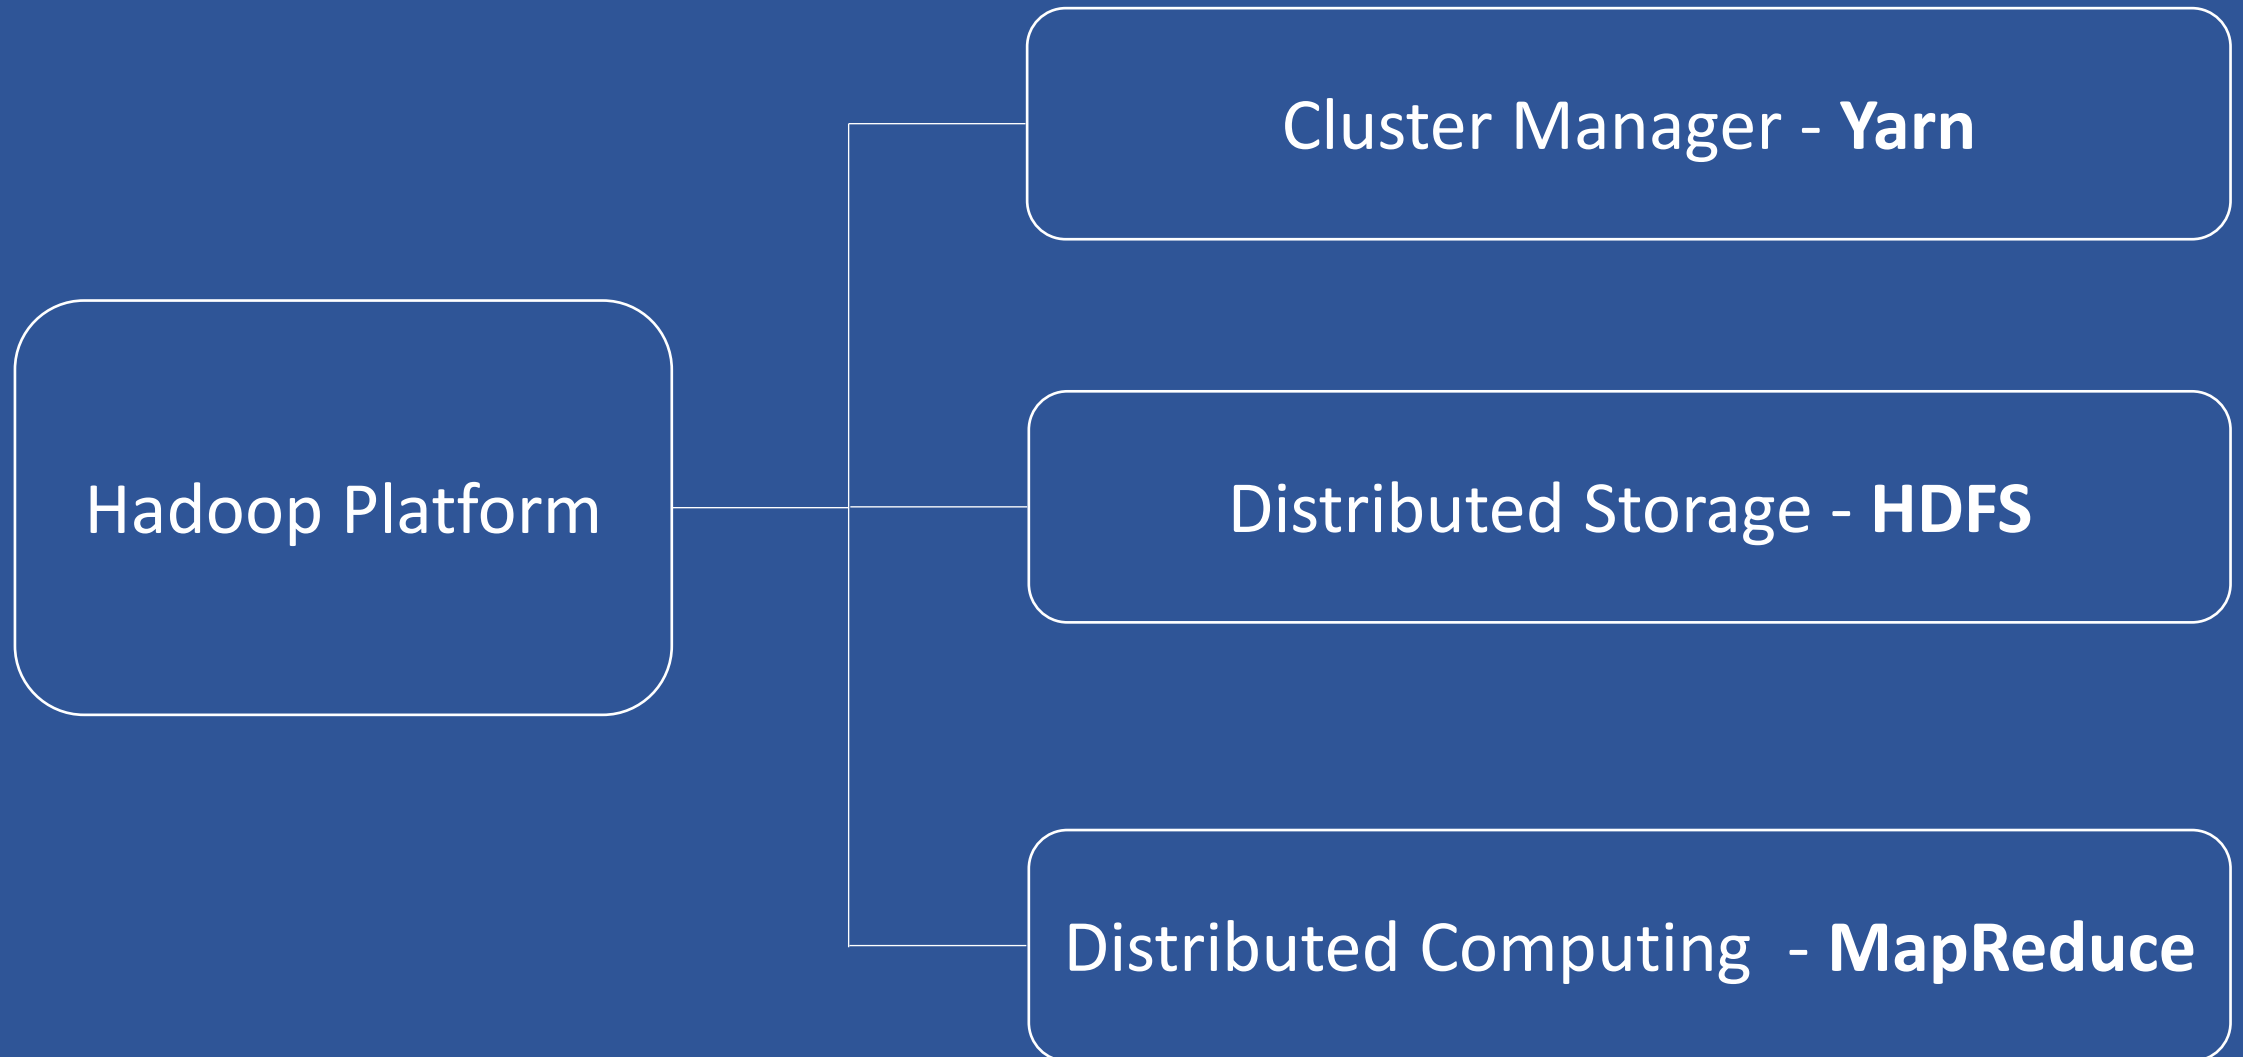 Cluster Manager - Yarn
Hadoop Platform
Distributed Storage - HDFS
Distributed Computing  - MapReduce